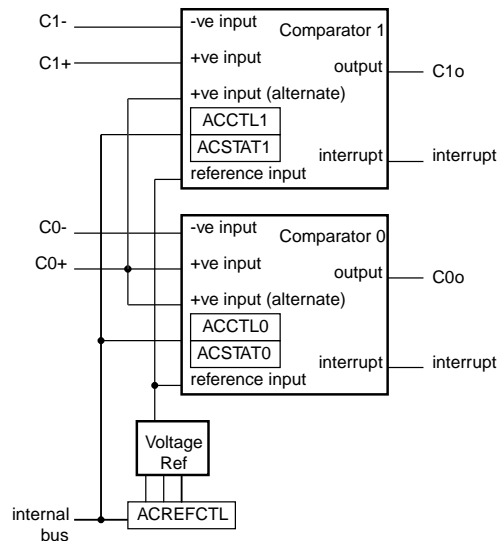 C1-
-ve input
Comparator 1
C1+
+ve input
output
C1o
+ve input (alternate)
ACCTL1
ACSTAT1
interrupt
interrupt
reference input
C0-
-ve input
Comparator 0
C0+
+ve input
output
C0o
+ve input (alternate)
ACCTL0
ACSTAT0
interrupt
interrupt
reference input
Voltage
Ref
internal
bus
ACREFCTL